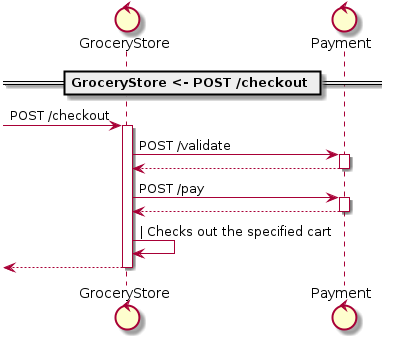 GroceryStore
Payment
GroceryStore <- POST /checkout
POST /checkout
POST /validate
POST /pay
| Checks out the specified cart
GroceryStore
Payment